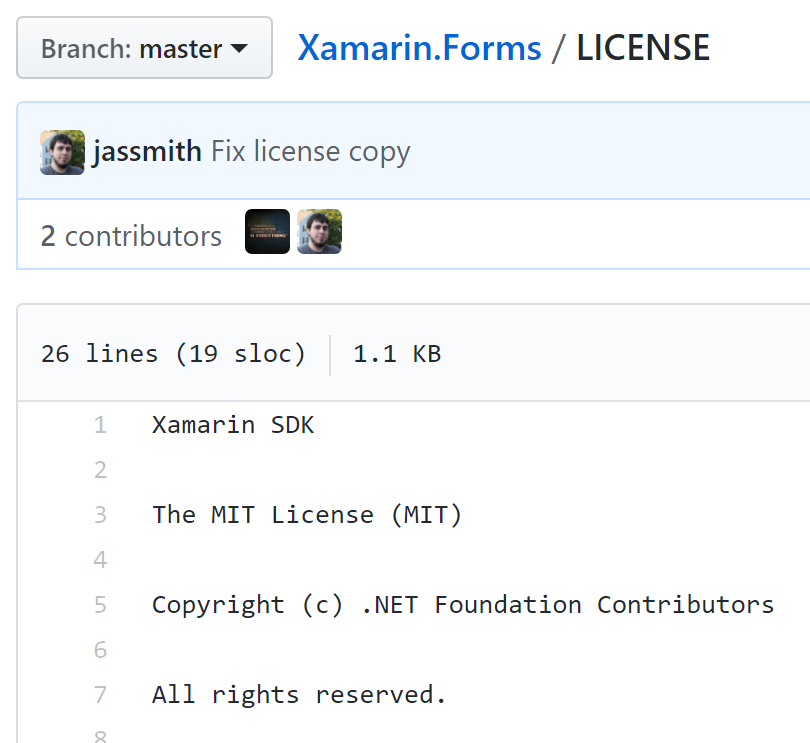 Branch: master
Xamarin.Forms / LICENSE
jassmith Fix license copy
2 contributors
26 lines (19 sloc) 1.1 KB
1 Xamarin SDK
2
3 The MIT License (MIT)
4
5 Copyright (c) .NET Foundation Contributors
6
7 All rights reserved.
8